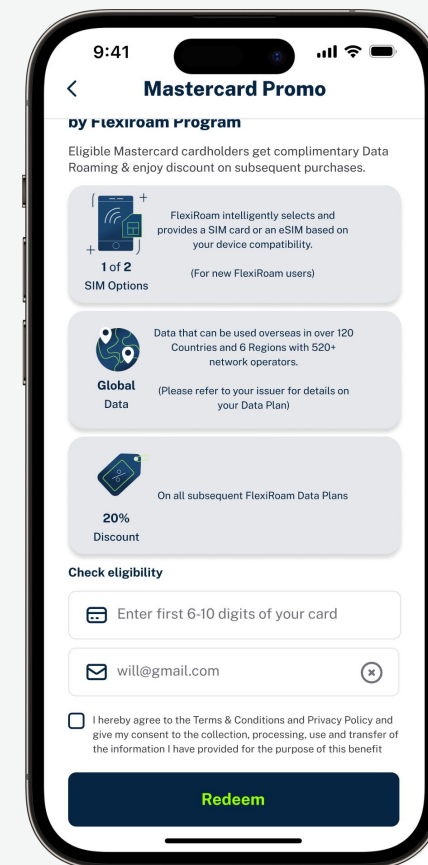 9:41
Mastercard Promo
by Flexiroam Program
Eligible Mastercard cardholders get complimentary Data
Roaming & enjoy discount on subsequent purchases.
1 of 2
SIM Options
FlexiRoam intelligently selects and
provides a SIM card or an eSIM based on
your device compatibility.
(For new FlexiRoam users)
Global
Data
Data that can be used overseas in over 120
Countries and 6 Regions with 520+
network operators.
(Please refer to your issuer for details on
your Data Plan)
20%
Discount
On all subsequent FlexiRoam Data Plans
Check eligibility
Enter first 6-10 digits of your card
will@gmail.com
I hereby agree to the Terms & Conditions and Privacy Policy and
give my consent to the collection, processing, use and transfer of
the information I have provided for the purpose of this benefit
Redeem